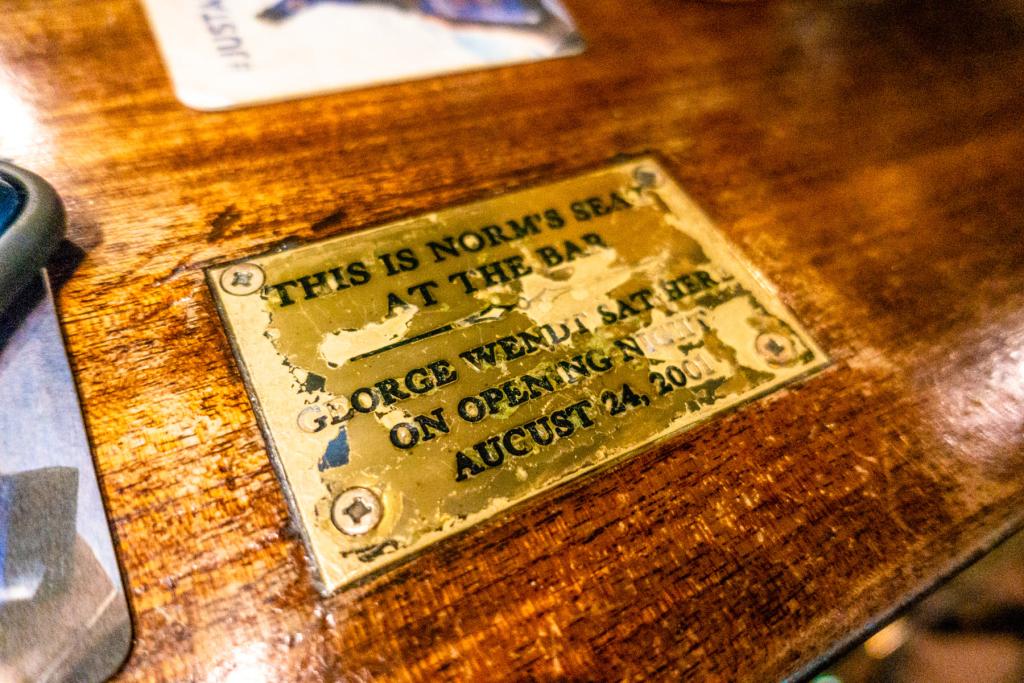 THIS IS NORM'S SEAT
AT THE BAR
GEORGE WENDT SAT HERE
ON OPENING NIGHT
AUGUST 24, 2001